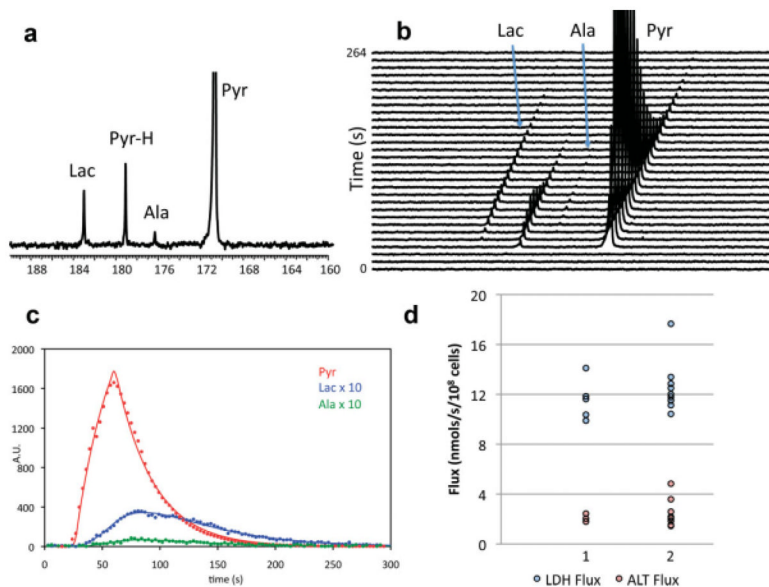 a
Lac
Pyr-H
Ala
Pyr
188 184 180 176 172 168 164 160
b
Lac Ala Pyr
264
Time (s)
0
c
2000
1600
1200
A.U.
800
400
0
0 50 100 150 200 250 300
time (s)
Pyr
Lac x 10
Ala x 10
d
20
16
12
8
4
0
Flux (nmols/s/10⁸ cells)
1 2
LDH Flux ALT Flux